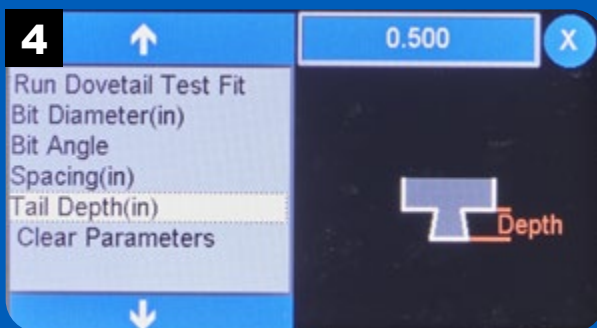 4
0.500
X
Run Dovetail Test Fit
Bit Diameter(in)
Bit Angle
Spacing(in)
Tail Depth(in)
Clear Parameters
Depth